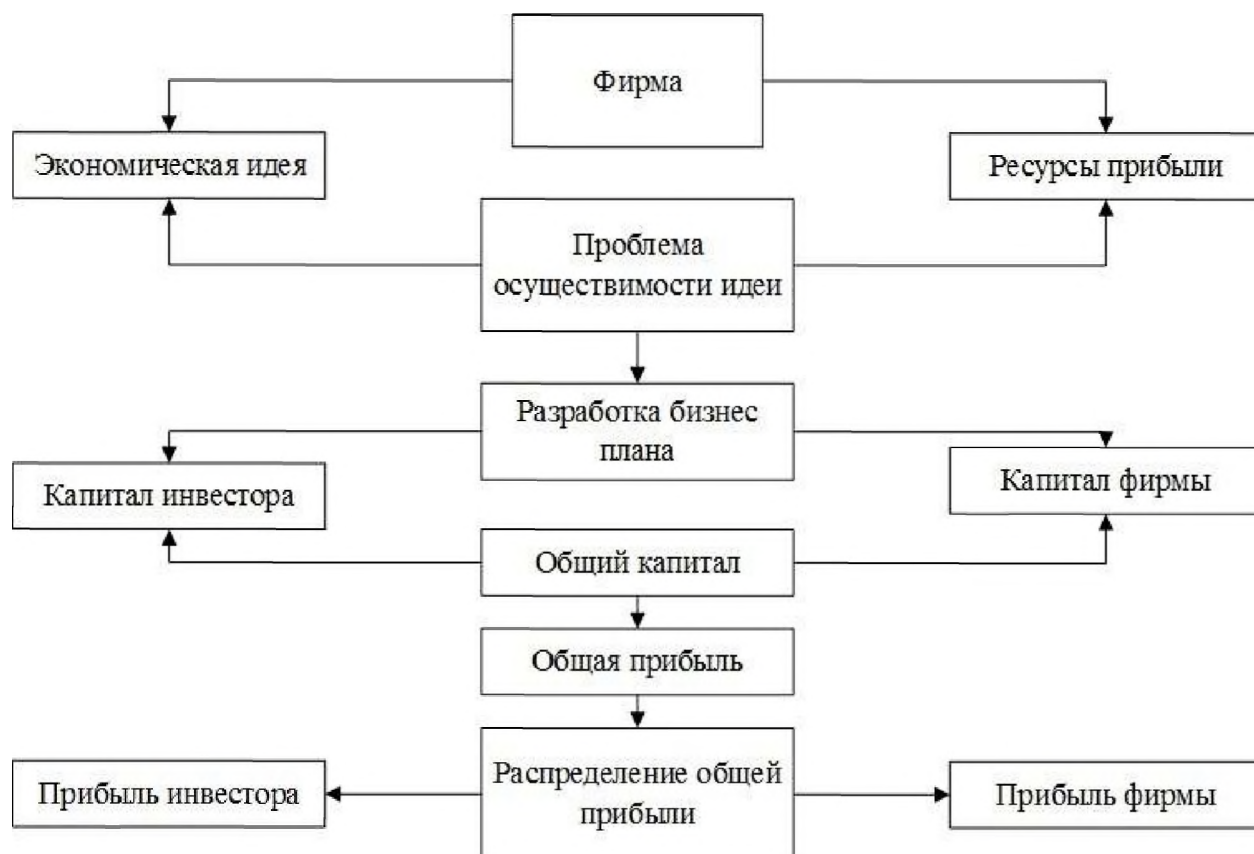 Фирма
Экономическая идея
Ресурсы прибыли
Проблема
осуществимости идеи
Разработка бизнес
плана
Капитал инвестора
Капитал фирмы
Общий капитал
Общая прибыль
Распределение общей
прибыли
Прибыль инвестора
Прибыль фирмы